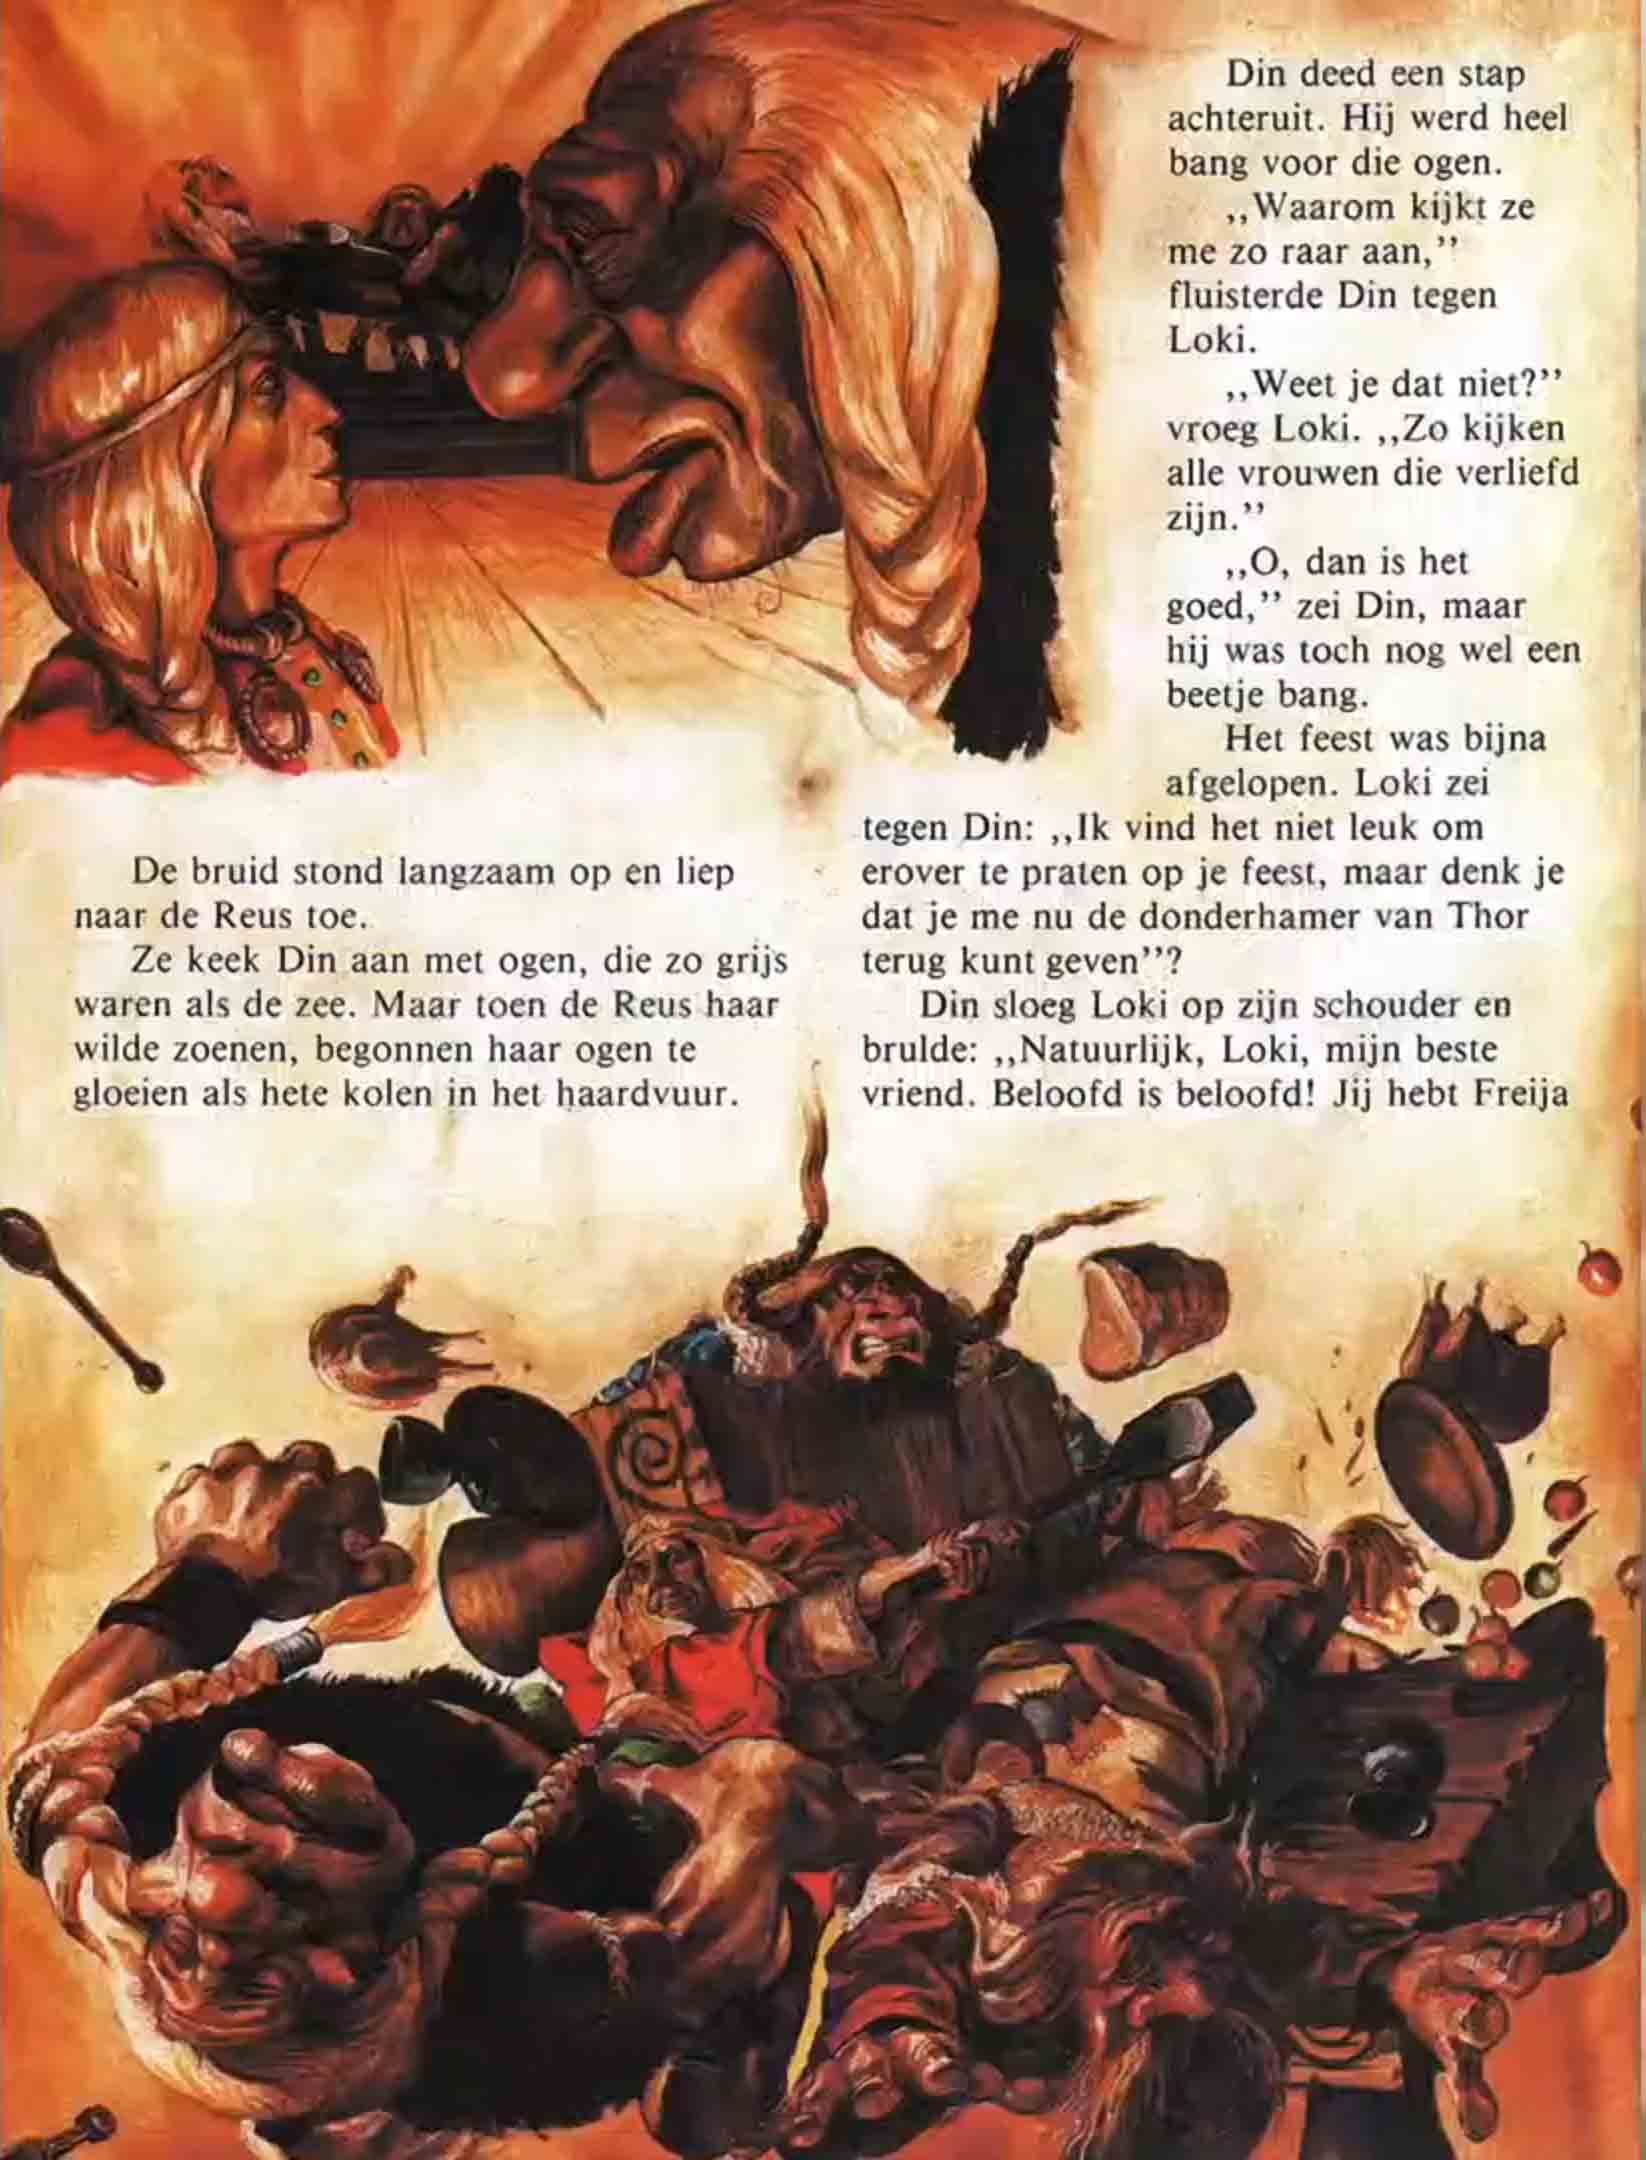 De bruid stond langzaam op en liep
naar de Reus toe.
Ze keek Din aan met ogen, die zo grijs
waren als de zee. Maar toen de Reus haar
wilde zoenen, begonnen haar ogen te
gloeien als hete kolen in het haardvuur.
Din deed een stap
achteruit. Hij werd heel
bang voor die ogen.
,,Waarom kijkt ze
me zo raar aan,’’
fluisterde Din tegen
Loki.
,,Weet je dat niet?’’
vroeg Loki. ,,Zo kijken
alle vrouwen die verliefd
zijn.’’
,,O, dan is het
goed,’’ zei Din, maar
hij was toch nog wel een
beetje bang.
Het feest was bijna
afgelopen. Loki zei
tegen Din: ,,Ik vind het niet leuk om
erover te praten op je feest, maar denk je
dat je me nu de donderhamer van Thor
terug kunt geven’’?
Din sloeg Loki op zijn schouder en
brulde: ,,Natuurlijk, Loki, mijn beste
vriend. Beloofd is beloofd! Jij hebt Freija